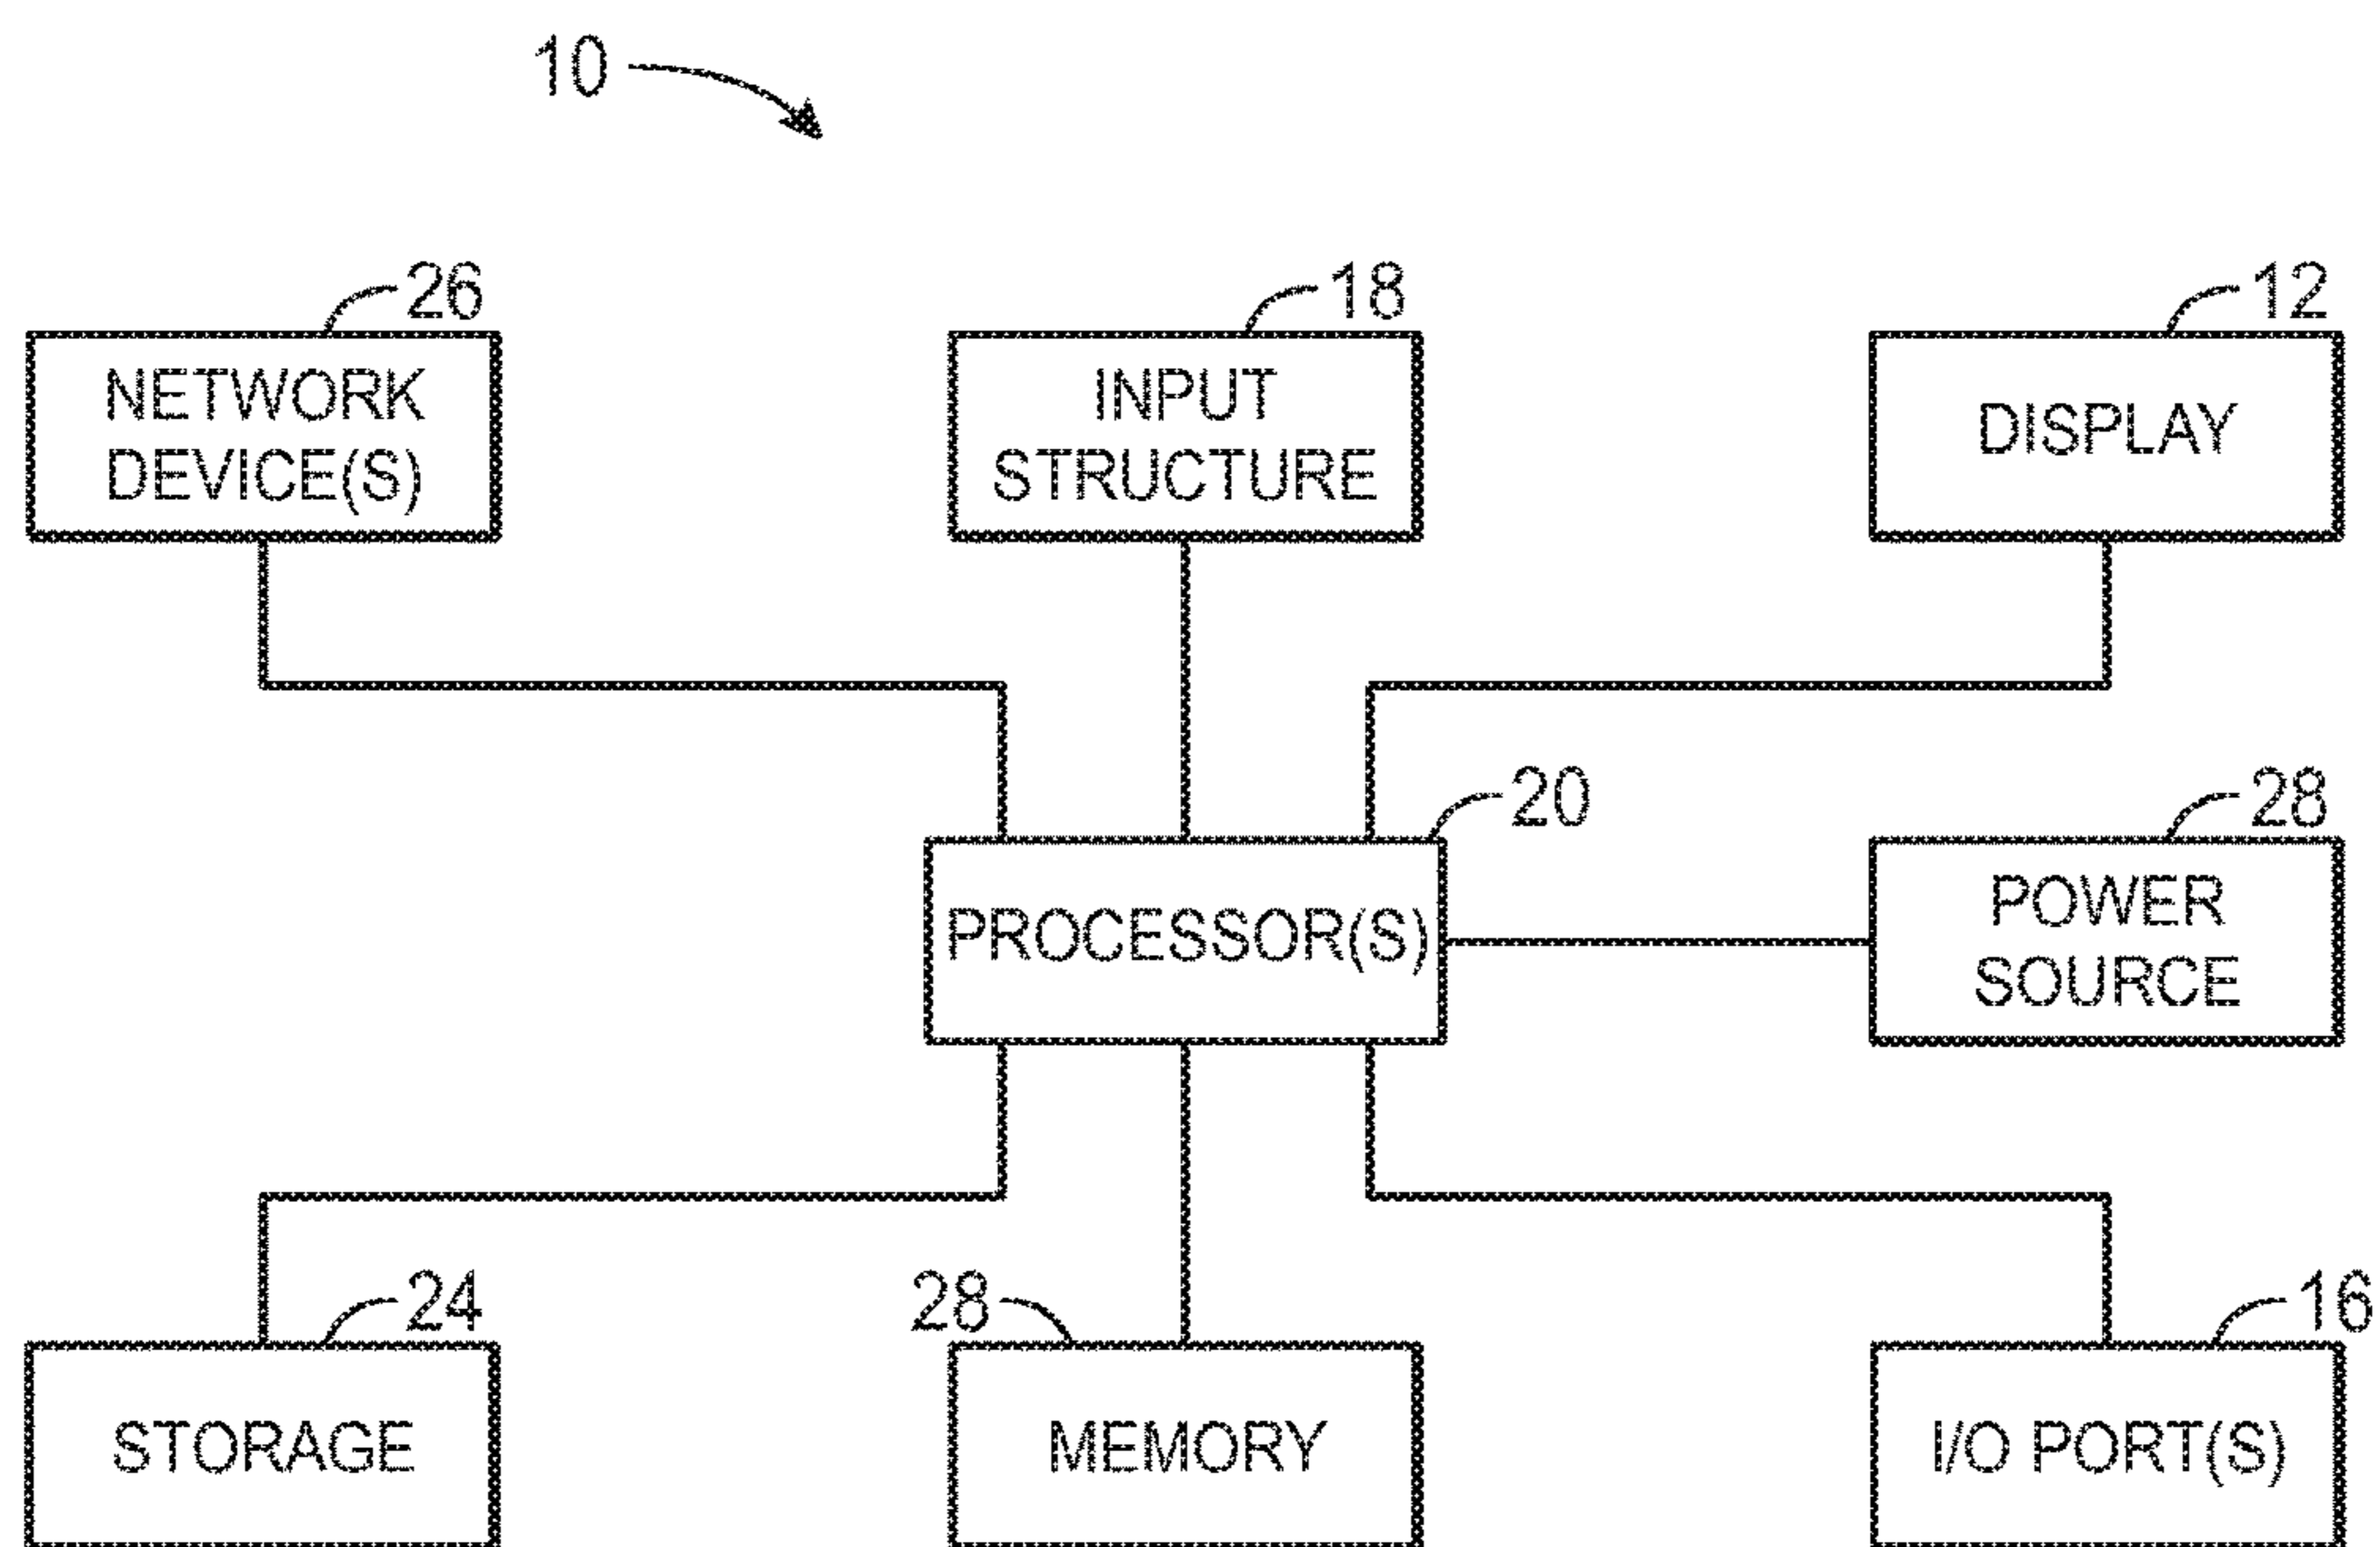 10
26
18
12
NETWORK
DEVICE(S)
INPUT
STRUCTURE
DISPLAY
20
28
PROCESSOR(S)
POWER
SOURCE
24
28
16
STORAGE
MEMORY
I/O PORT(S)